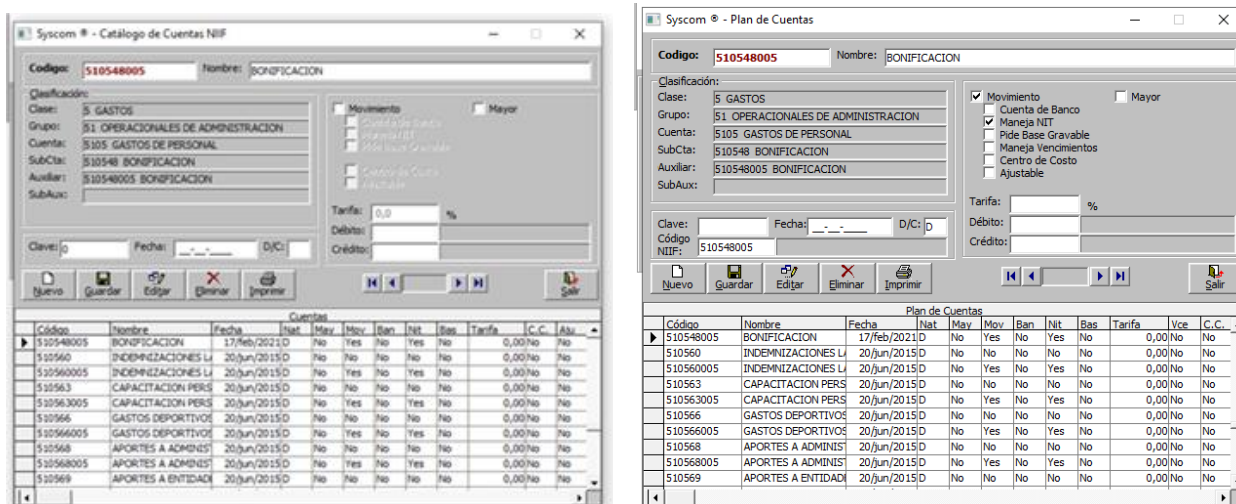 Syscom ® - Catálogo de Cuentas NIIF
Codigo: 510548005 Nombre: BONIFICACION
Clasificación:
Clase: 5 GASTOS
Grupo: 51 OPERACIONALES DE ADMINISTRACION
Cuenta: 5105 GASTOS DE PERSONAL
SubCta: 510548 BONIFICACION
Auxiliar: 510548005 BONIFICACION
SubAux:
Movimiento Mayor
Cuenta de Banco
Maneja NIT
Pide Base Gravable
Centro de Costo
Ajustable
Tarifa: 0,0 %
Débito:
Crédito:
Clave: 0 Fecha: __-__-____ D/C:
Nuevo Guardar Editar Eliminar Imprimir Salir
Cuentas
Código Nombre Fecha Nat May Mov Ban Nit Bas Tarifa C.C. Aju
510548005 BONIFICACION 17/feb/2021 D No Yes No Yes No 0,00 No No
510560 INDEMNIZACIONES LA 20/jun/2015 D No No No No No 0,00 No No
510560005 INDEMNIZACIONES LA 20/jun/2015 D No Yes No Yes No 0,00 No No
510563 CAPACITACION PERS 20/jun/2015 D No No No No No 0,00 No No
510563005 CAPACITACION PERS 20/jun/2015 D No Yes No Yes No 0,00 No No
510566 GASTOS DEPORTIVOS 20/jun/2015 D No No No No No 0,00 No No
510566005 GASTOS DEPORTIVOS 20/jun/2015 D No Yes No Yes No 0,00 No No
510568 APORTES A ADMINIST 20/jun/2015 D No No No No No 0,00 No No
510568005 APORTES A ADMINIST 20/jun/2015 D No Yes No Yes No 0,00 No No
510569 APORTES A ENTIDADE 20/jun/2015 D No No No No No 0,00 No No
Syscom ® - Plan de Cuentas
Codigo: 510548005 Nombre: BONIFICACION
Clasificación:
Clase: 5 GASTOS
Grupo: 51 OPERACIONALES DE ADMINISTRACION
Cuenta: 5105 GASTOS DE PERSONAL
SubCta: 510548 BONIFICACION
Auxiliar: 510548005 BONIFICACION
SubAux:
Movimiento Mayor
Cuenta de Banco
Maneja NIT
Pide Base Gravable
Maneja Vencimientos
Centro de Costo
Ajustable
Tarifa: %
Débito:
Crédito:
Clave: Fecha: __-__-____ D/C: D
Código NIIF: 510548005
Nuevo Guardar Editar Eliminar Imprimir Salir
Plan de Cuentas
Código Nombre Fecha Nat May Mov Ban Nit Bas Tarifa Vce C.C.
510548005 BONIFICACION 17/feb/2021 D No Yes No Yes No 0,00 No No
510560 INDEMNIZACIONES LA 20/jun/2015 D No No No No No 0,00 No No
510560005 INDEMNIZACIONES LA 20/jun/2015 D No Yes No Yes No 0,00 No No
510563 CAPACITACION PERS 20/jun/2015 D No No No No No 0,00 No No
510563005 CAPACITACION PERS 20/jun/2015 D No Yes No Yes No 0,00 No No
510566 GASTOS DEPORTIVOS 20/jun/2015 D No No No No No 0,00 No No
510566005 GASTOS DEPORTIVOS 20/jun/2015 D No Yes No Yes No 0,00 No No
510568 APORTES A ADMINIST 20/jun/2015 D No No No No No 0,00 No No
510568005 APORTES A ADMINIST 20/jun/2015 D No Yes No Yes No 0,00 No No
510569 APORTES A ENTIDADE 20/jun/2015 D No No No No No 0,00 No No